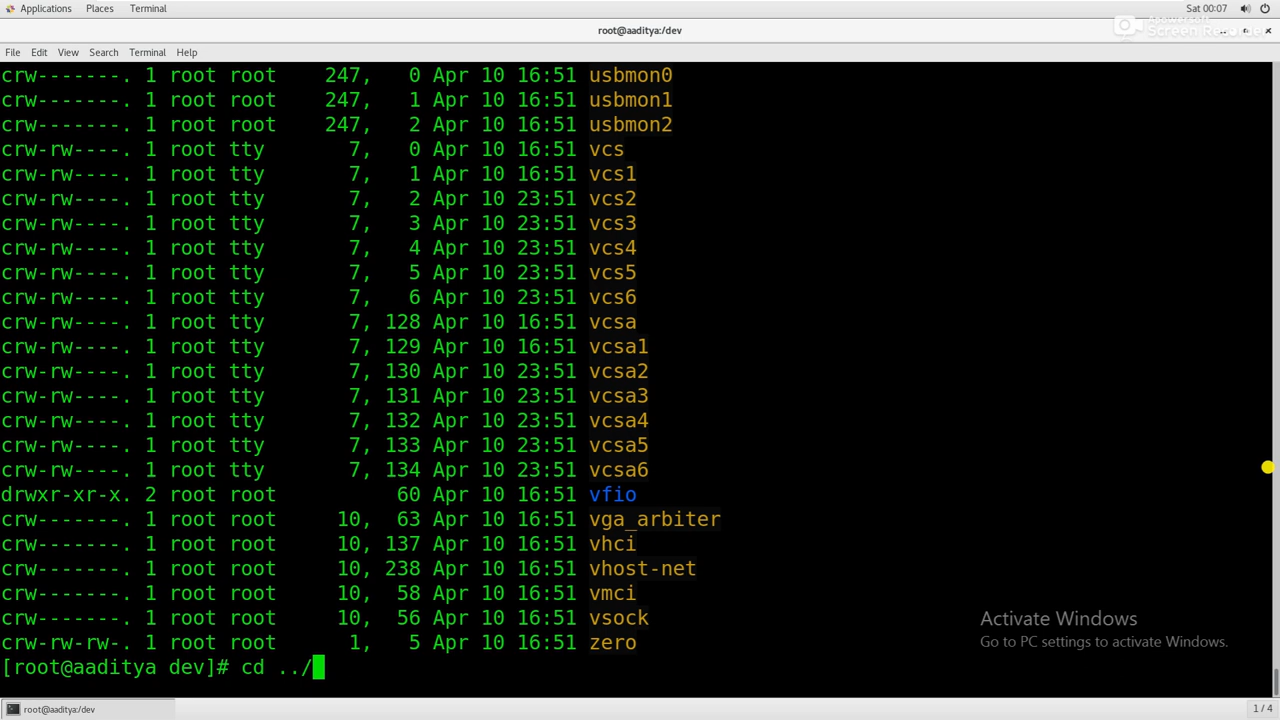 Applications Places Terminal Sat 00:07
root@aaditya:/dev
Screen Recorder
File Edit View Search Terminal Help
crw-------. 1 root root 247, 0 Apr 10 16:51 usbmon0
crw-------. 1 root root 247, 1 Apr 10 16:51 usbmon1
crw-------. 1 root root 247, 2 Apr 10 16:51 usbmon2
crw-rw----. 1 root tty 7, 0 Apr 10 16:51 vcs
crw-rw----. 1 root tty 7, 1 Apr 10 16:51 vcs1
crw-rw----. 1 root tty 7, 2 Apr 10 23:51 vcs2
crw-rw----. 1 root tty 7, 3 Apr 10 23:51 vcs3
crw-rw----. 1 root tty 7, 4 Apr 10 23:51 vcs4
crw-rw----. 1 root tty 7, 5 Apr 10 23:51 vcs5
crw-rw----. 1 root tty 7, 6 Apr 10 23:51 vcs6
crw-rw----. 1 root tty 7, 128 Apr 10 16:51 vcsa
crw-rw----. 1 root tty 7, 129 Apr 10 16:51 vcsa1
crw-rw----. 1 root tty 7, 130 Apr 10 23:51 vcsa2
crw-rw----. 1 root tty 7, 131 Apr 10 23:51 vcsa3
crw-rw----. 1 root tty 7, 132 Apr 10 23:51 vcsa4
crw-rw----. 1 root tty 7, 133 Apr 10 23:51 vcsa5
crw-rw----. 1 root tty 7, 134 Apr 10 23:51 vcsa6
drwxr-xr-x. 2 root root 60 Apr 10 16:51 vfio
crw-------. 1 root root 10, 63 Apr 10 16:51 vga_arbiter
crw-------. 1 root root 10, 137 Apr 10 16:51 vhci
crw-------. 1 root root 10, 238 Apr 10 16:51 vhost-net
crw-------. 1 root root 10, 58 Apr 10 16:51 vmci
crw-------. 1 root root 10, 56 Apr 10 16:51 vsock
crw-rw-rw-. 1 root root 1, 5 Apr 10 16:51 zero
[root@aaditya dev]# cd ../
Activate Windows
Go to PC settings to activate Windows.
root@aaditya:/dev 1 / 4